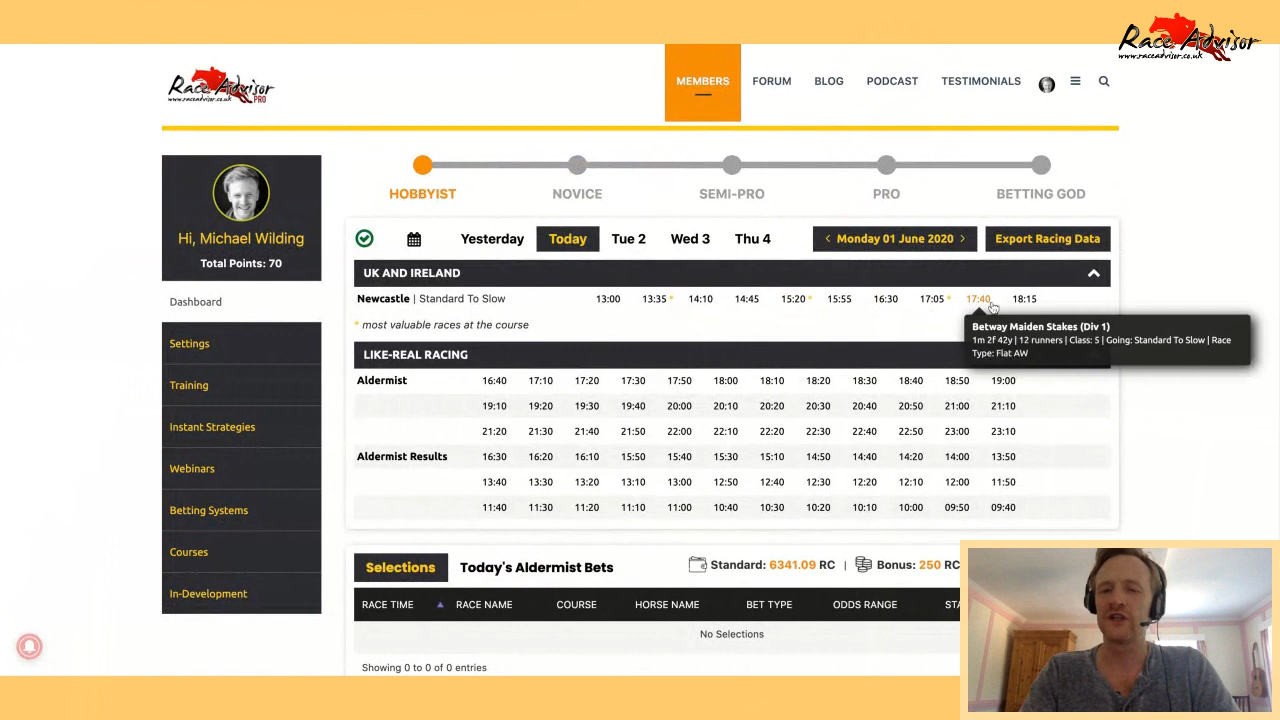 Race Advisor
www.raceadvisor.co.uk
Race Advisor
www.raceadvisor.co.uk PRO
MEMBERS FORUM BLOG PODCAST TESTIMONIALS
HOBBYIST NOVICE SEMI-PRO PRO BETTING GOD
Hi, Michael Wilding
Total Points: 70
Dashboard
Settings
Training
Instant Strategies
Webinars
Betting Systems
Courses
In-Development
Yesterday Today Tue 2 Wed 3 Thu 4 < Monday 01 June 2020 > Export Racing Data
UK AND IRELAND
Newcastle | Standard To Slow 13:00 13:35 * 14:10 14:45 15:20 * 15:55 16:30 17:05 * 17:40 18:15
* most valuable races at the course
Betway Maiden Stakes (Div 1)
1m 2f 42y | 12 runners | Class: 5 | Going: Standard To Slow | Race
Type: Flat AW
LIKE-REAL RACING
Aldermist 16:40 17:10 17:20 17:30 17:50 18:00 18:10 18:20 18:30 18:40 18:50 19:00
19:10 19:20 19:30 19:40 20:00 20:10 20:20 20:30 20:40 20:50 21:00 21:10
21:20 21:30 21:40 21:50 22:00 22:10 22:20 22:30 22:40 22:50 23:00 23:10
Aldermist Results 16:30 16:20 16:10 15:50 15:40 15:30 15:10 14:50 14:40 14:20 14:00 13:50
13:40 13:30 13:20 13:10 13:00 12:50 12:40 12:30 12:20 12:10 12:00 11:50
11:40 11:30 11:20 11:10 11:00 10:40 10:30 10:20 10:10 10:00 09:50 09:40
Selections Today's Aldermist Bets Standard: 6341.09 RC | Bonus: 250 RC
RACE TIME RACE NAME COURSE HORSE NAME BET TYPE ODDS RANGE STA
No Selections
Showing 0 to 0 of 0 entries